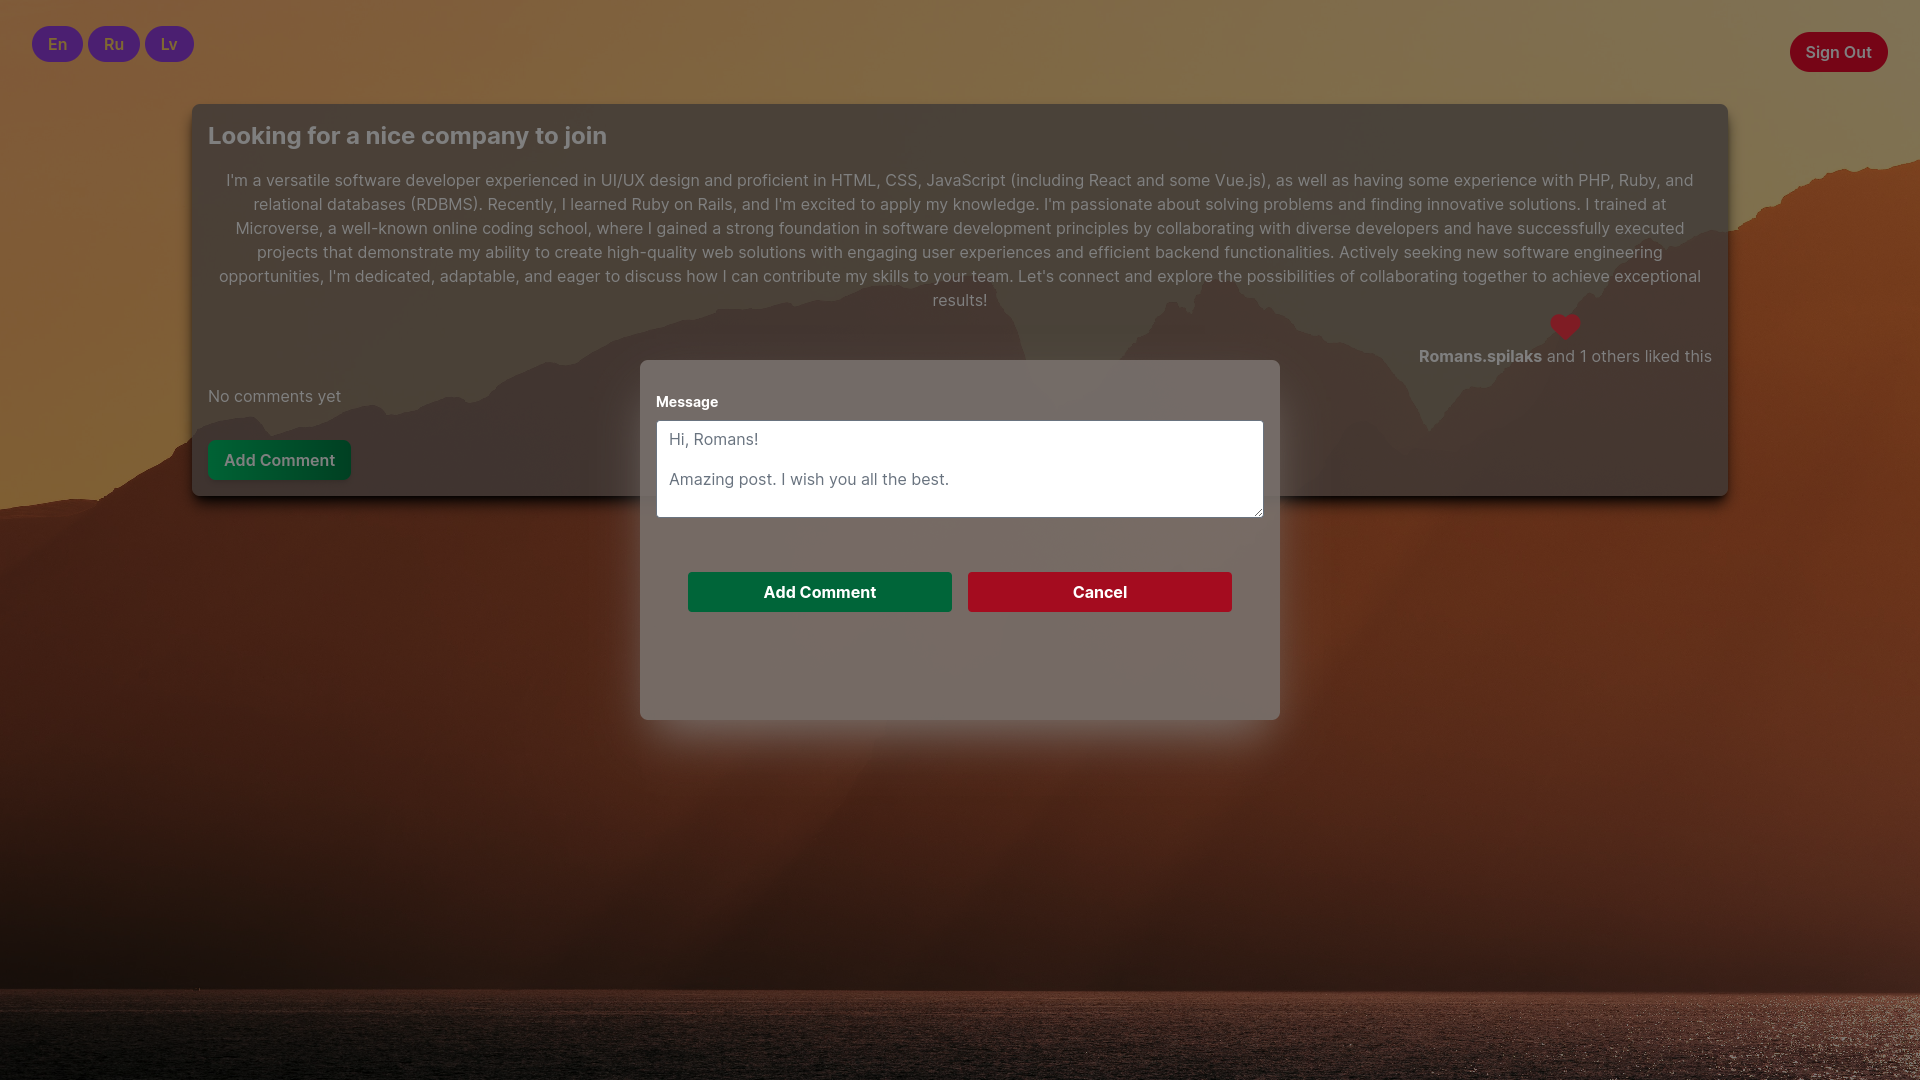 En Ru Lv
Sign Out
Looking for a nice company to join
I'm a versatile software developer experienced in UI/UX design and proficient in HTML, CSS, JavaScript (including React and some Vue.js), as well as having some experience with PHP, Ruby, and
relational databases (RDBMS). Recently, I learned Ruby on Rails, and I'm excited to apply my knowledge. I'm passionate about solving problems and finding innovative solutions. I trained at
Microverse, a well-known online coding school, where I gained a strong foundation in software development principles by collaborating with diverse developers and have successfully executed
projects that demonstrate my ability to create high-quality web solutions with engaging user experiences and efficient backend functionalities. Actively seeking new software engineering
opportunities, I'm dedicated, adaptable, and eager to discuss how I can contribute my skills to your team. Let's connect and explore the possibilities of collaborating together to achieve exceptional
results!
Romans.spilaks and 1 others liked this
No comments yet
Add Comment
Message
Hi, Romans!
Amazing post. I wish you all the best.
Add Comment
Cancel